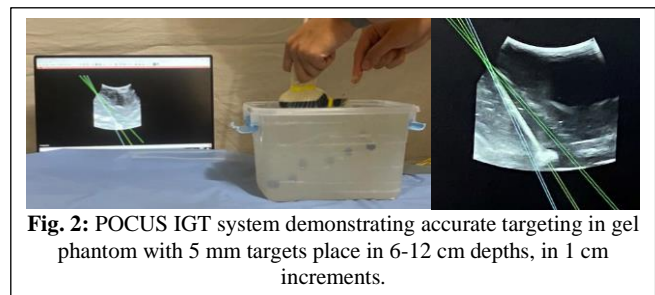 Fig. 2: POCUS IGT system demonstrating accurate targeting in gel
phantom with 5 mm targets place in 6-12 cm depths, in 1 cm
increments.